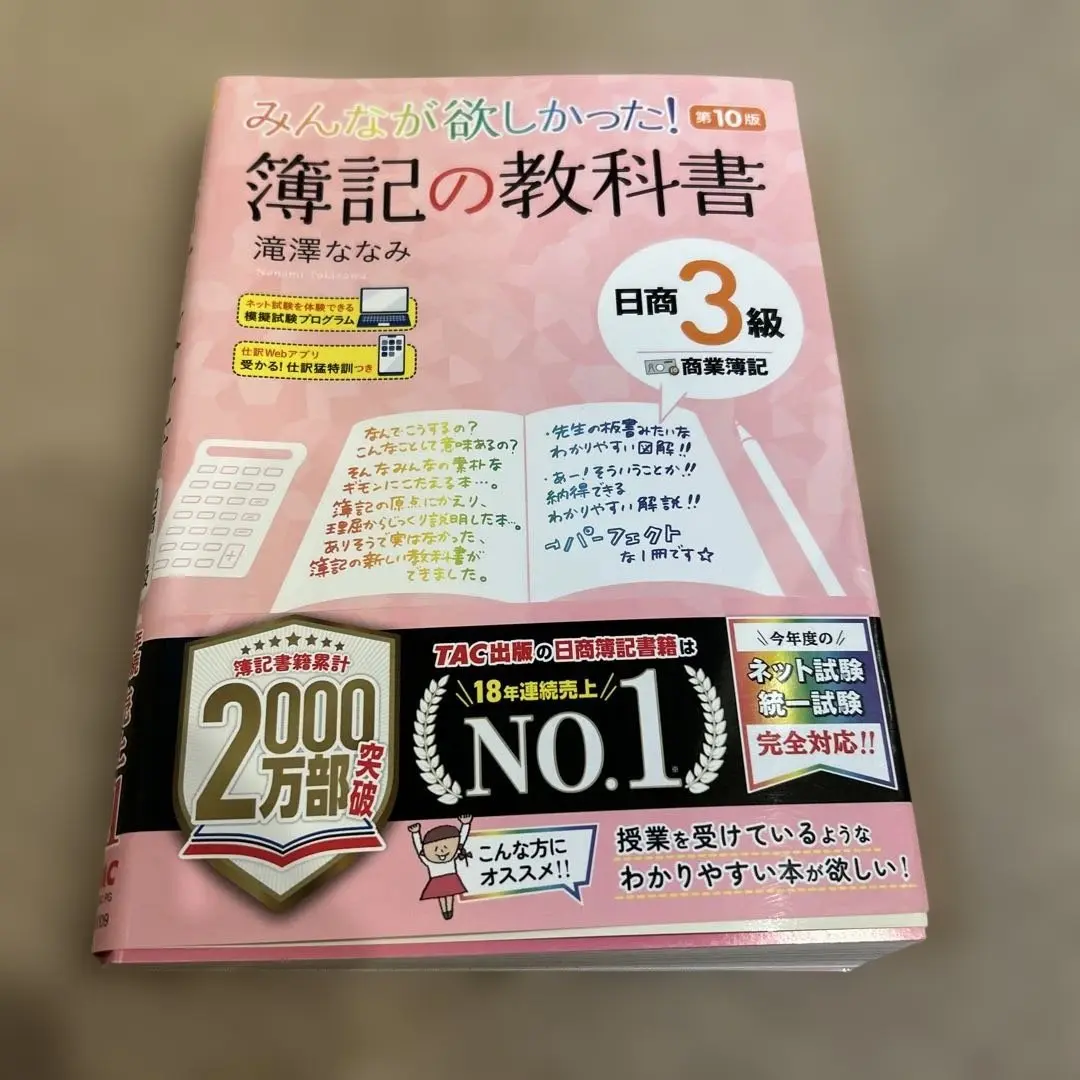 みんなが欲しかった!
第10版
簿記の教科書
滝澤ななみ
Nanami Takizawa
日商3級
商業簿記
ネット試験を体験できる
模擬試験プログラム
仕訳Webアプリ
受かる!仕訳猛特訓つき
なんでこうするの?
こんなことして意味あるの?
そんなみんなの素朴な
ギモンにこたえる本…。
簿記の原点にかえり、
理屈からじっくり説明した本…。
ありそうで実はなかった、
簿記の新しい教科書が
できました。
・先生の板書みたいな
わかりやすい図解!!
・あー!そういうことか!!
納得できる
わかりやすい解説!!
→パーフェクト
な1冊です☆
簿記書籍累計
2000万部突破
TAC出版の日商簿記書籍は
18年連続売上
NO.1
今年度の
ネット試験
統一試験
完全対応!!
こんな方に
オススメ!!
授業を受けているような
わかりやすい本が欲しい!